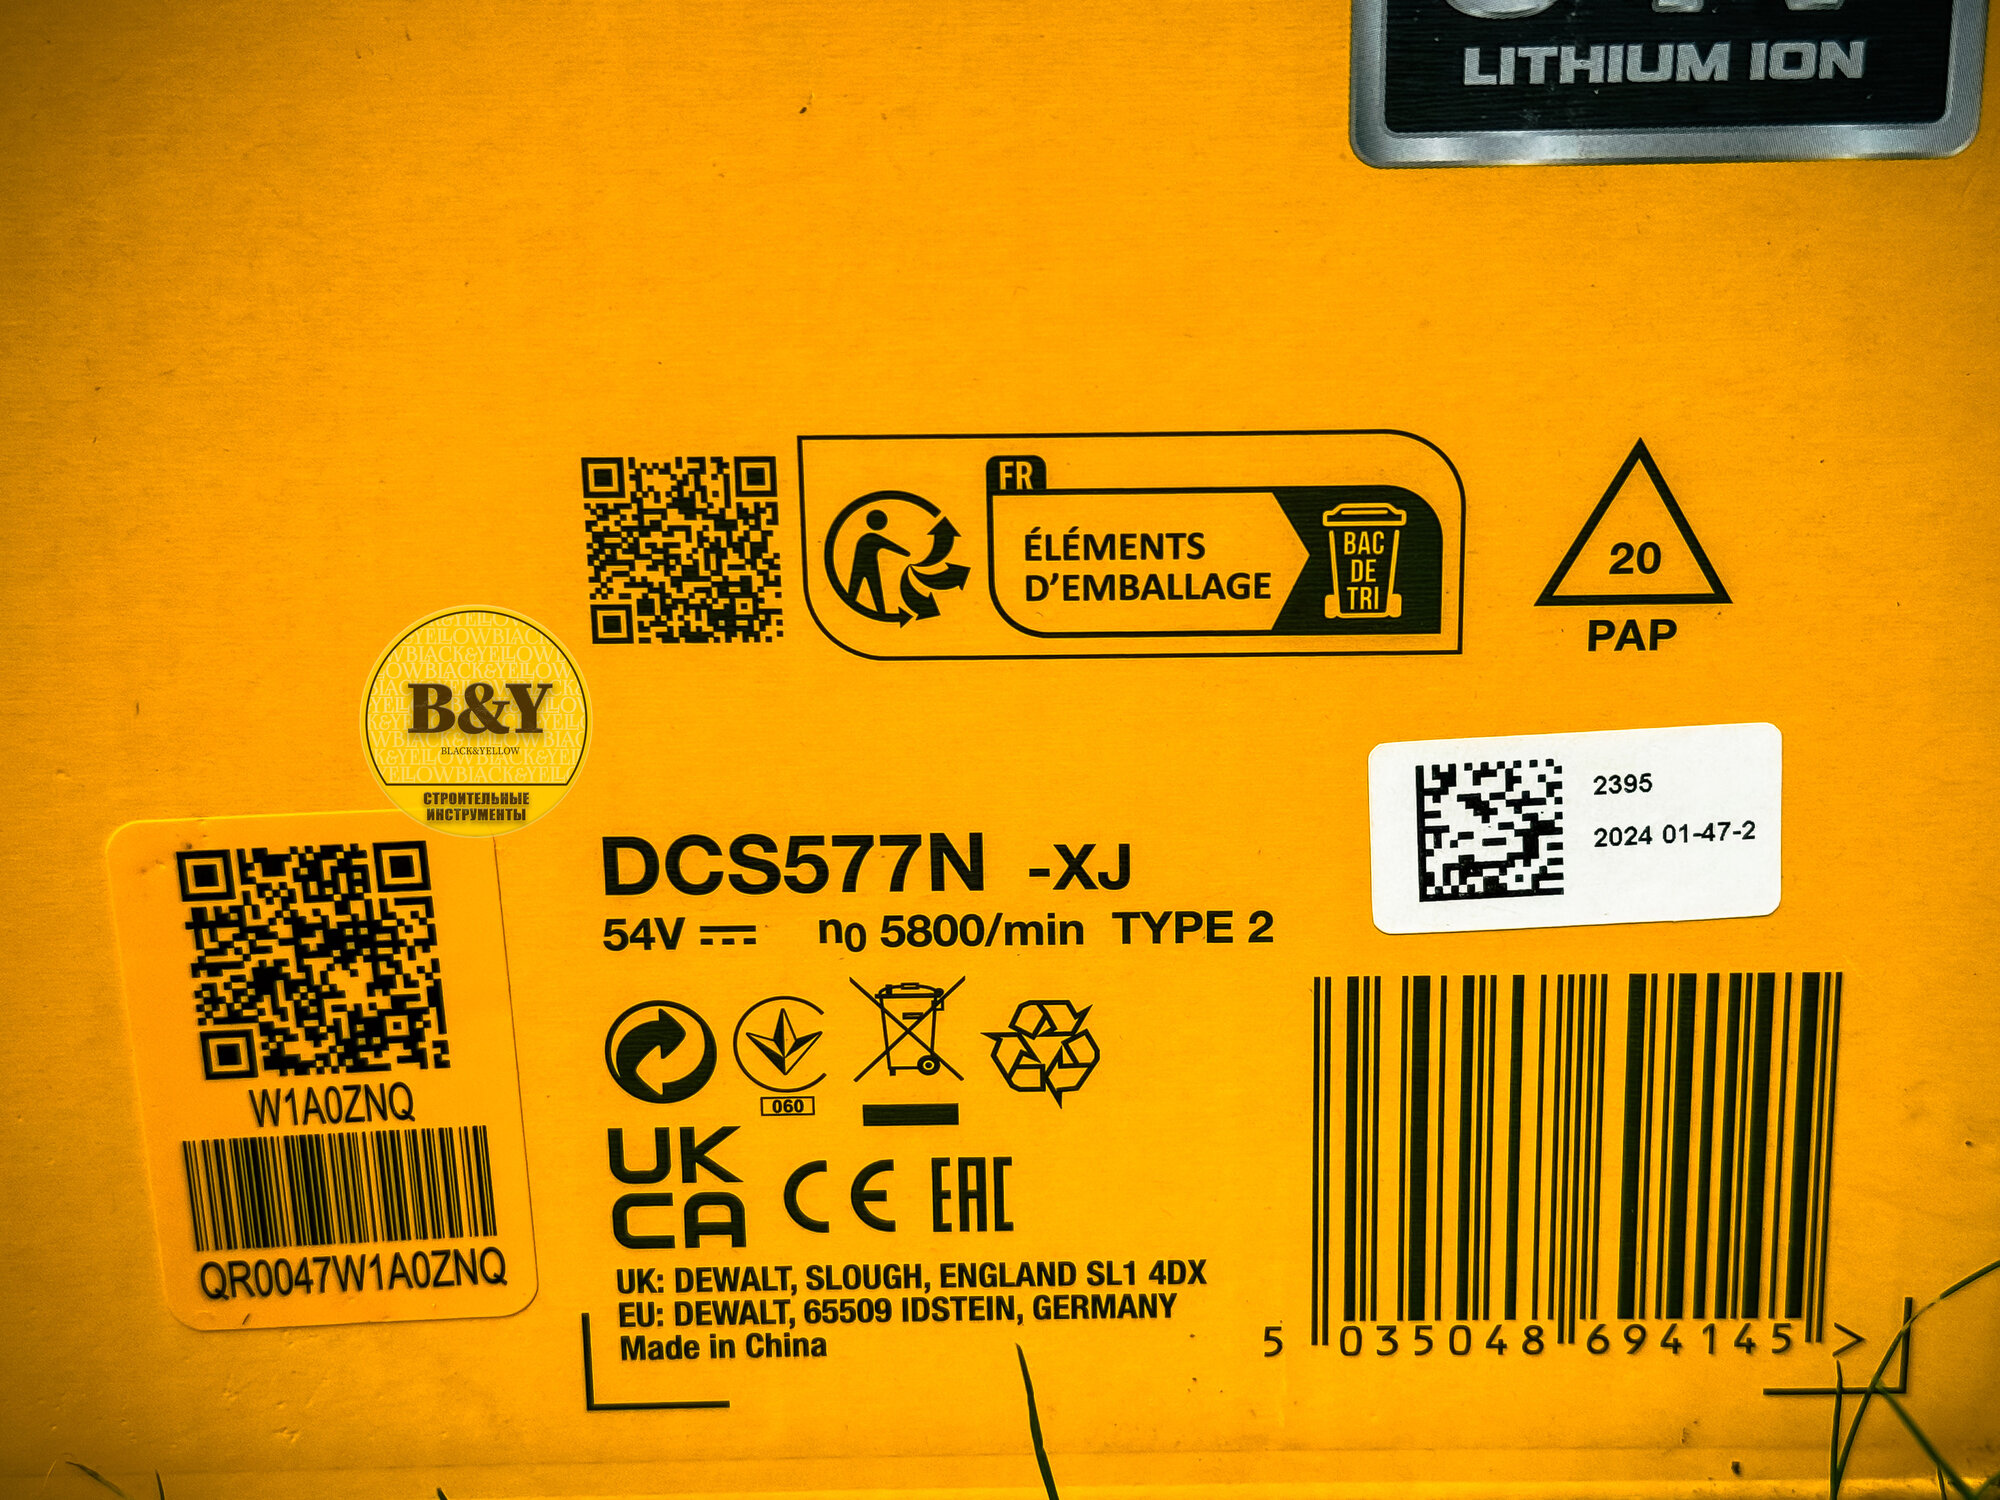 LITHIUM ION
FR
ÉLÉMENTS
D'EMBALLAGE
BAC
DE
TRI
20
PAP
B&Y
BLACK&YELLOW
СТРОИТЕЛЬНЫЕ
ИНСТРУМЕНТЫ
2395
2024 01-47-2
DCS577N -XJ
54V n0 5800/min TYPE 2
W1A0ZNQ
QR0047W1A0ZNQ
060
UK
CA CE EAC
UK: DEWALT, SLOUGH, ENGLAND SL1 4DX
EU: DEWALT, 65509 IDSTEIN, GERMANY
Made in China
5 035048 694145 >